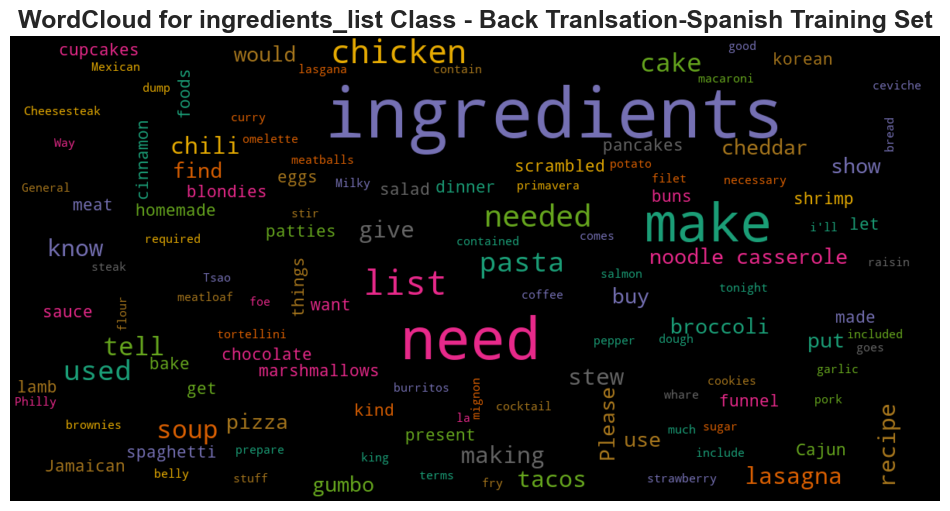 WordCloud for ingredients_list Class - Back Tranlsation-Spanish Training Set
cupcakes
would
chicken
cake
good
korean
Mexican
lasgana
contain
macaroni
dump
foods
ingredients
ceviche
Cheesesteak
curry
Way
cinnamon
chili
omelette
pancakes
cheddar
bread
find
meatballs
scrambled
potato
show
General
blondies
eggs
Milky
salad
dinner
primavera
filet
necessary
meat
homemade
stir
needed
buns
shrimp
make
i'll
let
know
required
patties
give
contained
comes
steak
things
pasta
noodle casserole
raisin
Tsao
list
salmon
meatloaf
foe
want
coffee
buy
tonight
sauce
flour
made
tell
tortellini
need
pepper
dough
broccoli
put
included
goes
used
bake
chocolate
marshmallows
stew
garlic
lamb
get
burritos
cookies
Philly
kind
la
mignon
cocktail
whare
funnel
pork
brownies
soup
pizza
present
Please
use
much
sugar
recipe
spaghetti
prepare
king
making
include
Cajun
Jamaican
belly
stuff
gumbo
terms
fry
tacos
strawberry
lasagna